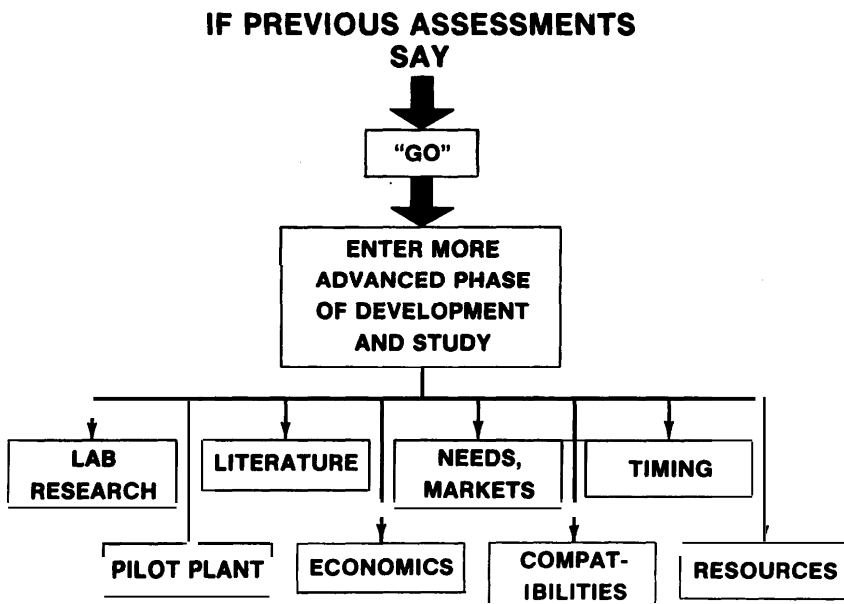 IF PREVIOUS ASSESSMENTS
SAY
“GO”
ENTER MORE
ADVANCED PHASE
OF DEVELOPMENT
AND STUDY
LAB
RESEARCH
LITERATURE
NEEDS,
MARKETS
TIMING
PILOT PLANT
ECONOMICS
COMPAT-
IBILITIES
RESOURCES